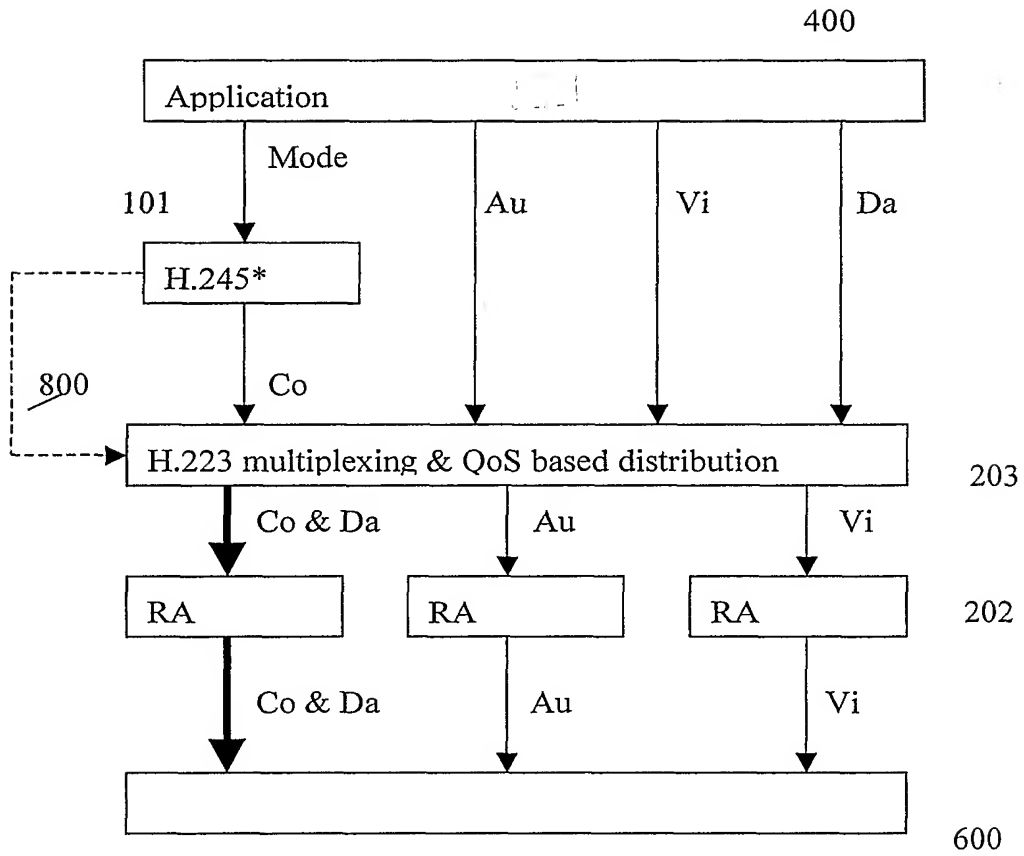 400
Application
Mode
101
Au
Vi
Da
H.245*
800
Co
H.223 multiplexing & QoS based distribution
203
Co & Da
Au
Vi
RA
RA
RA
202
Co & Da
Au
Vi
600